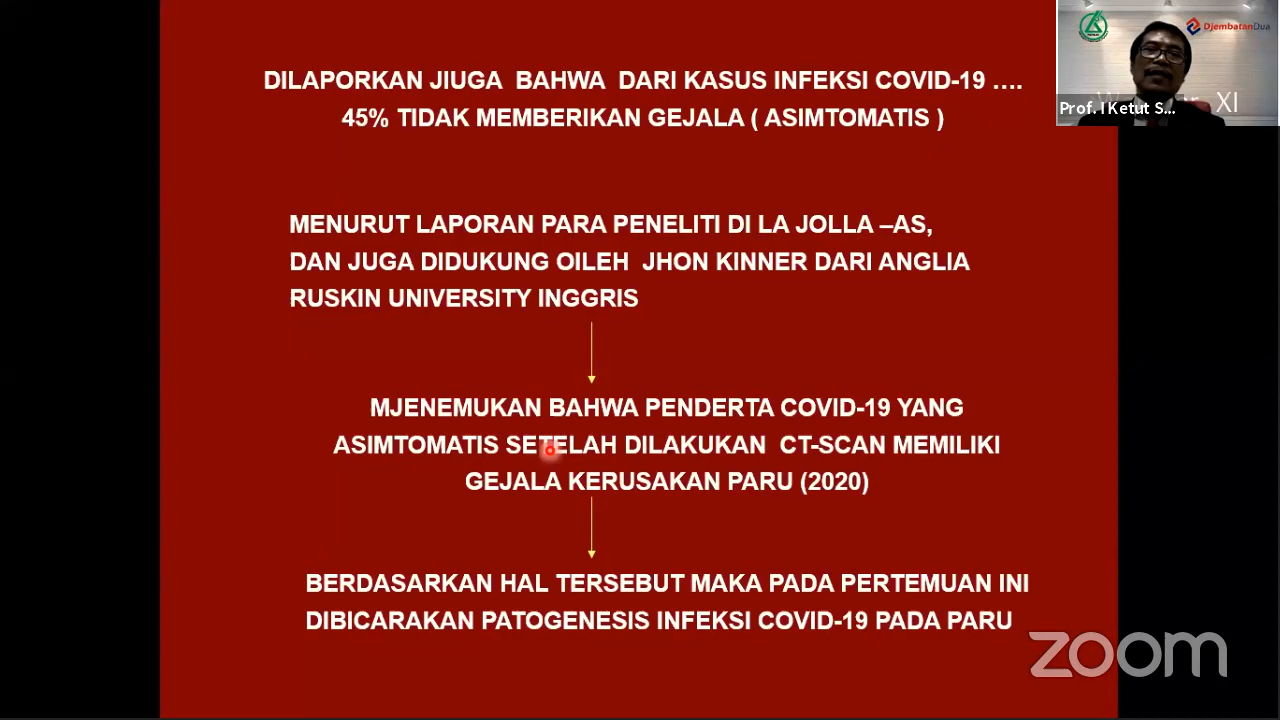 DILAPORKAN JIUGA BAHWA DARI KASUS INFEKSI COVID-19 ....
45% TIDAK MEMBERIKAN GEJALA ( ASIMTOMATIS )
MENURUT LAPORAN PARA PENELITI DI LA JOLLA –AS,
DAN JUGA DIDUKUNG OILEH JHON KINNER DARI ANGLIA
RUSKIN UNIVERSITY INGGRIS
MJENEMUKAN BAHWA PENDERTA COVID-19 YANG
ASIMTOMATIS SETELAH DILAKUKAN CT-SCAN MEMILIKI
GEJALA KERUSAKAN PARU (2020)
BERDASARKAN HAL TERSEBUT MAKA PADA PERTEMUAN INI
DIBICARAKAN PATOGENESIS INFEKSI COVID-19 PADA PARU
DjembatanDua
XI
Prof. I Ketut S...
zoom